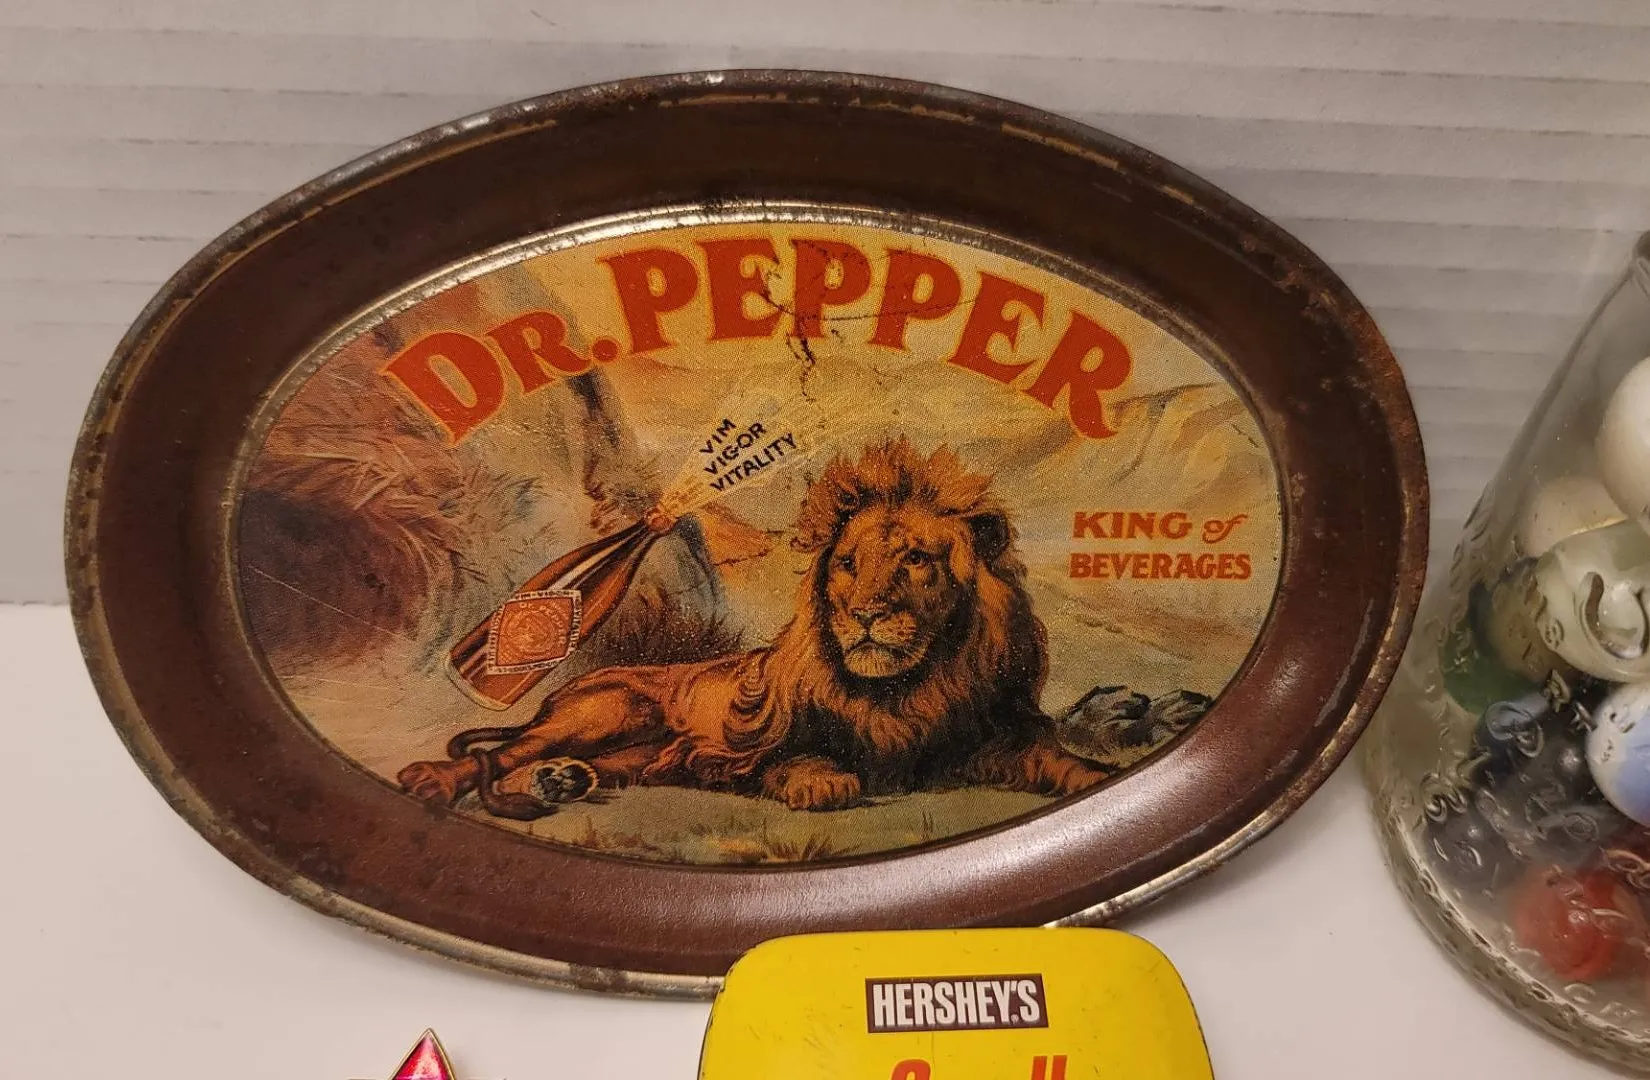 DR. PEPPER
VIM
VIGOR
VITALITY
KING of
BEVERAGES
HERSHEY'S